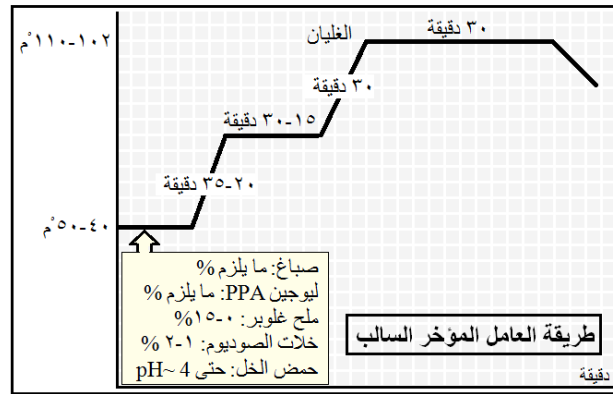 ١٠٢-١١٠ ْم
الغليان
٣٠ دقيقة
٣٠ دقيقة
١٥-٣٠ دقيقة
٢٠-٣٥ دقيقة
٤٠-٥٠ ْم
صباغ: ما يلزم %
ليوجين PPA: ما يلزم %
ملح غلوبر: ٠-١٥%
خلات الصوديوم: ١-٢ %
حمض الخل: حتى pH~ 4
طريقة العامل المؤخر السالب
دقيقة